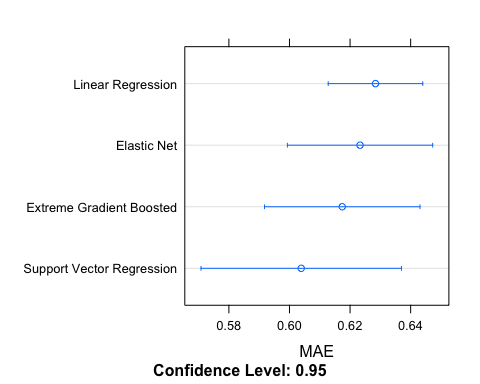 Linear Regression
Elastic Net
Extreme Gradient Boosted
Support Vector Regression
0.58 0.60 0.62 0.64
MAE
Confidence Level: 0.95